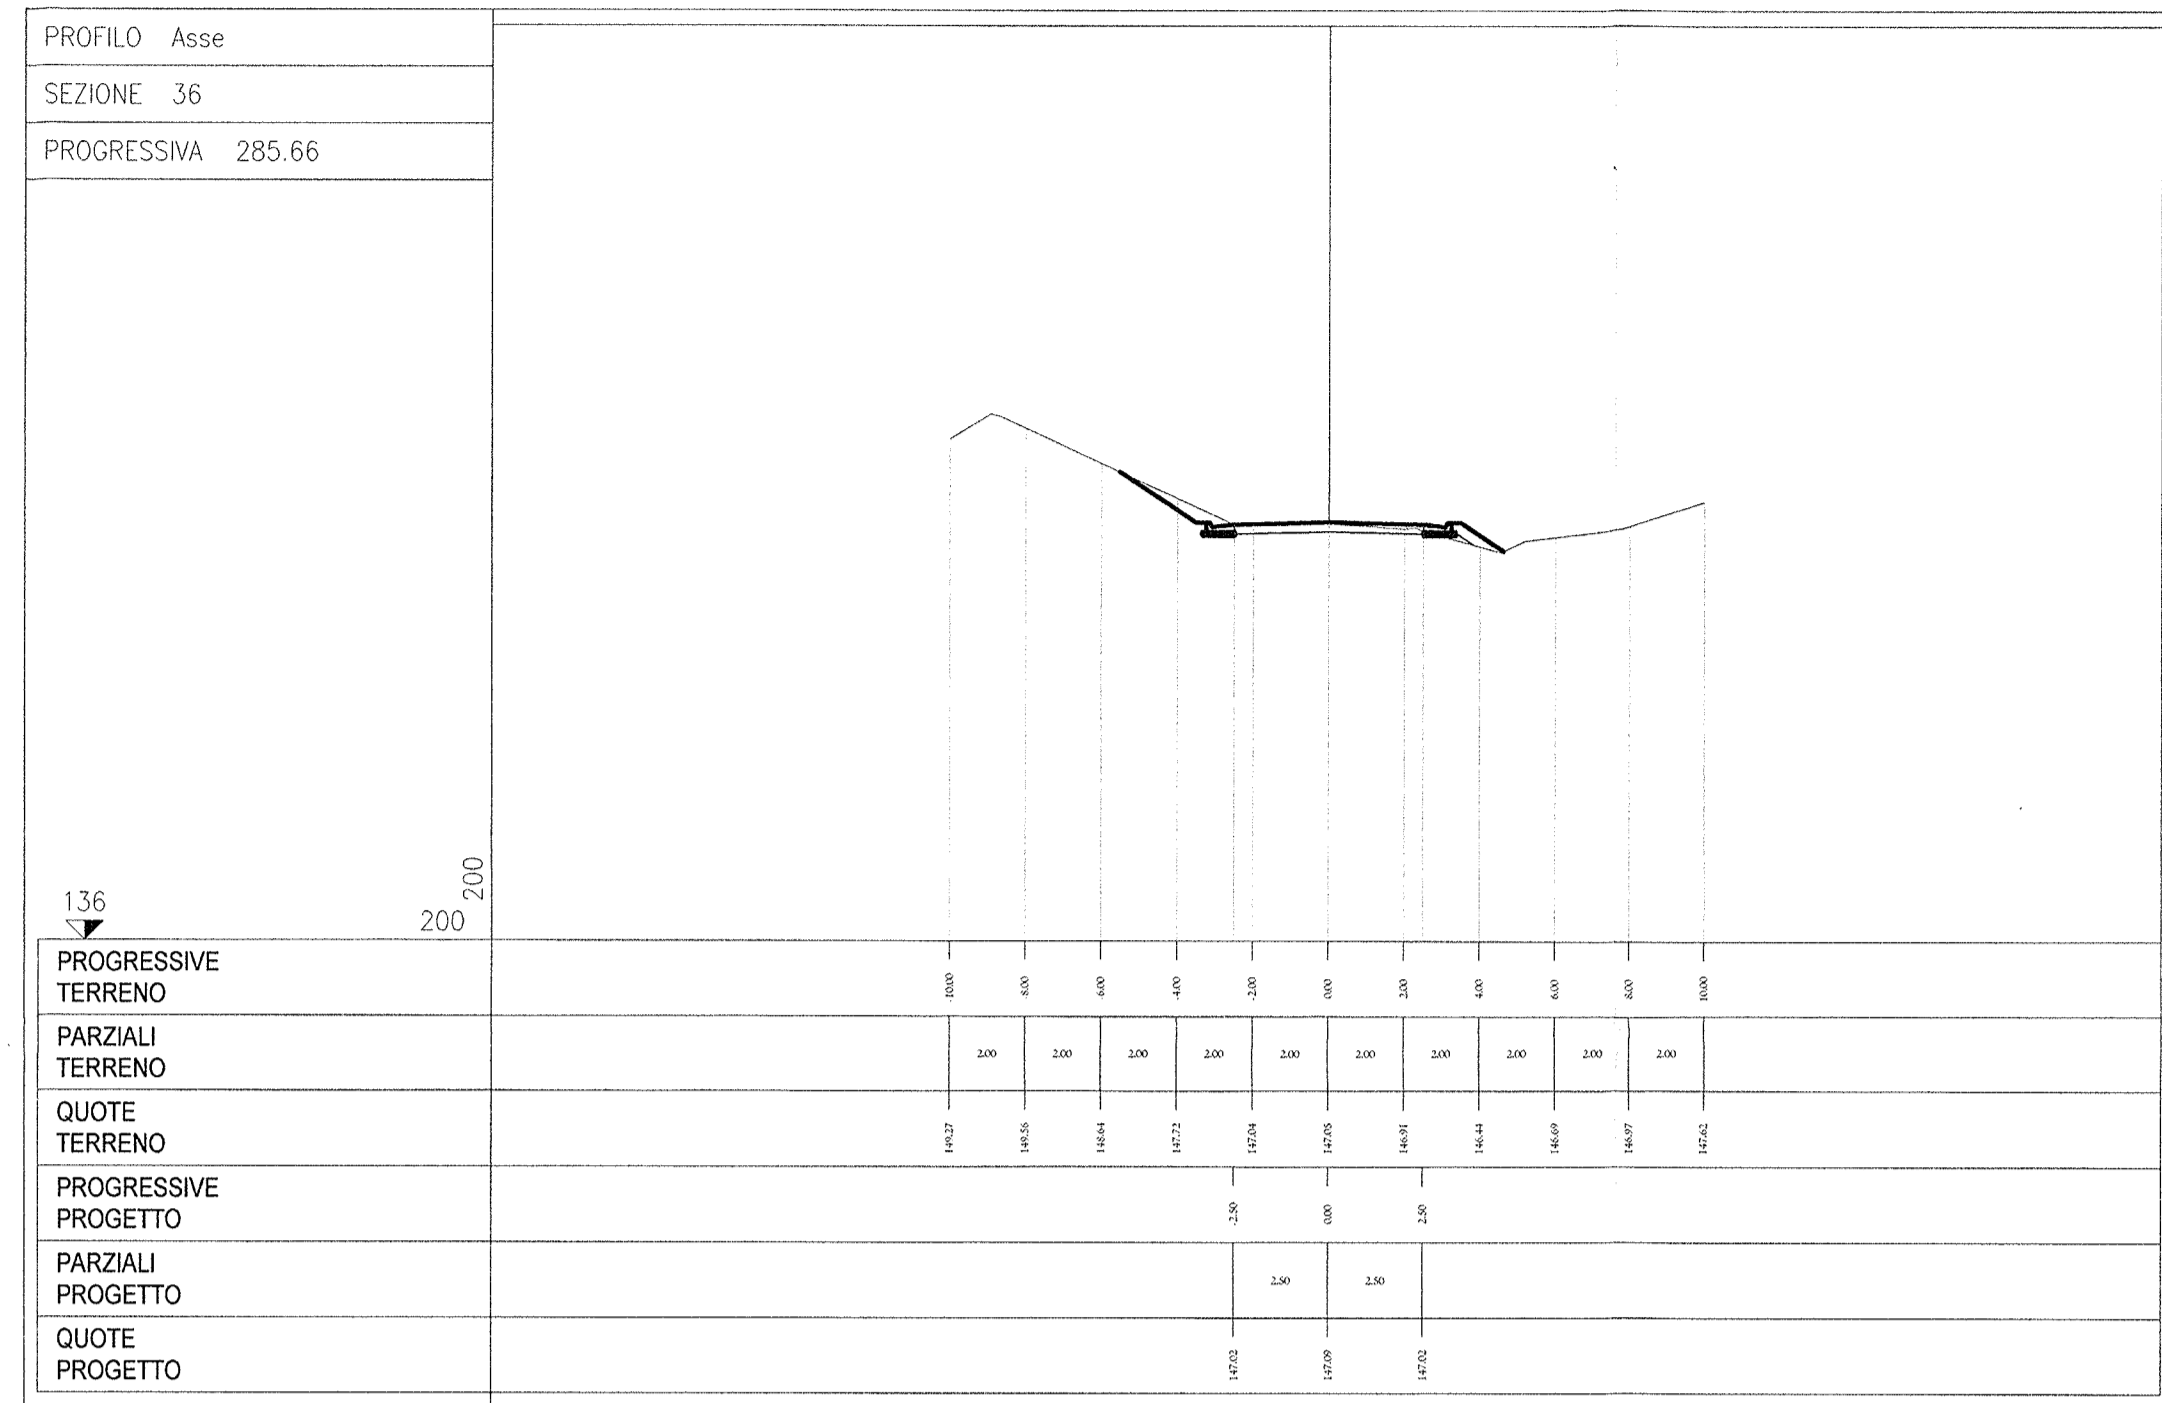 PROFILO Asse
SEZIONE 36
PROGRESSIVA 285.66
200
136
200
PROGRESSIVE
TERRENO
-10.00 -8.00 -6.00 -4.00 -2.00 0.00 2.00 4.00 6.00 8.00 10.00
PARZIALI
TERRENO
2.00 2.00 2.00 2.00 2.00 2.00 2.00 2.00 2.00 2.00
QUOTE
TERRENO
149.27 149.56 148.64 147.72 147.04 147.05 146.91 146.44 146.69 146.97 147.62
PROGRESSIVE
PROGETTO
-2.50 0.00 2.50
PARZIALI
PROGETTO
2.50 2.50
QUOTE
PROGETTO
147.02 147.09 147.02